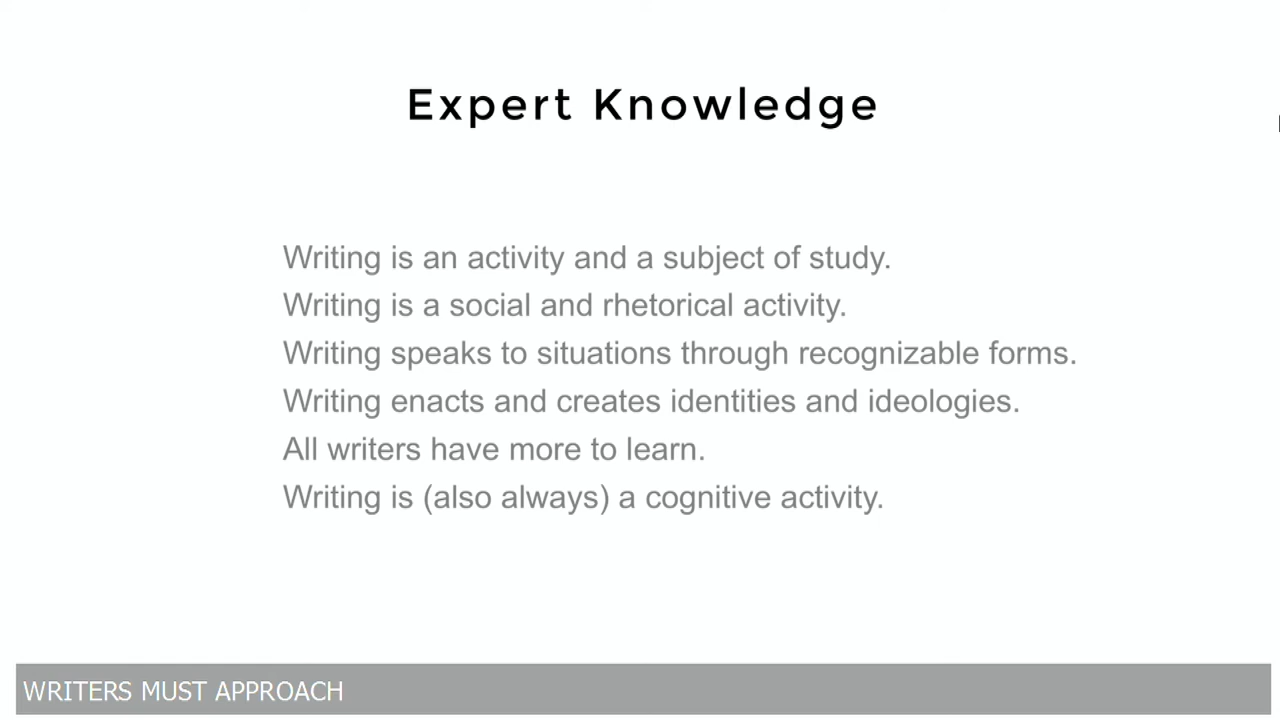 Expert Knowledge
Writing is an activity and a subject of study.
Writing is a social and rhetorical activity.
Writing speaks to situations through recognizable forms.
Writing enacts and creates identities and ideologies.
All writers have more to learn.
Writing is (also always) a cognitive activity.
WRITERS MUST APPROACH